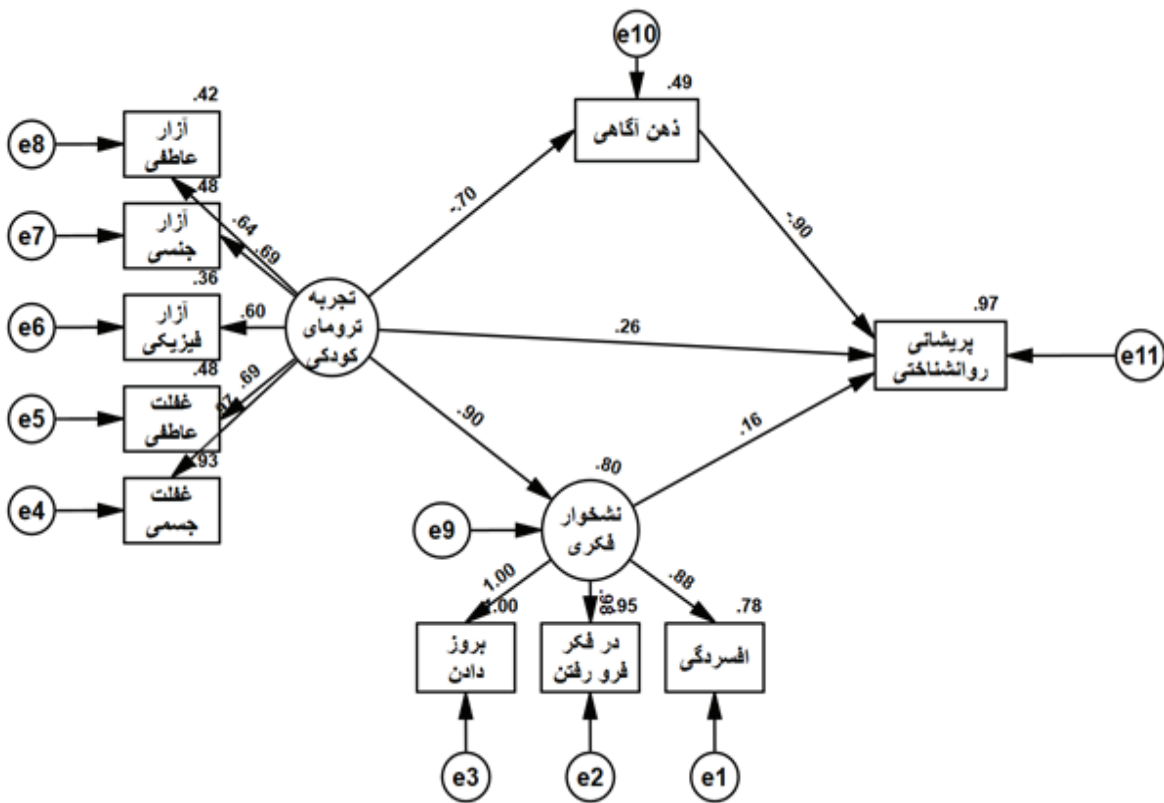 e10
.49
ذهن آگاهی
.42
e8
آزار
عاطفی
.48
e7
آزار
جنسی
.36
e6
آزار
فیزیکی
.48
e5
غفلت
عاطفی
.93
e4
غفلت
جسمی
.64
.69
.60
.69
.97
تجربه
ترومای
کودکی
-.70
-.90
.26
.90
.16
.97
پریشانی
روانشناختی
e11
.80
نشخوار
فکری
e9
1.00
.98
.88
1.00
.95
.78
بروز
دادن
در فکر
فرو رفتن
افسردگی
e3
e2
e1